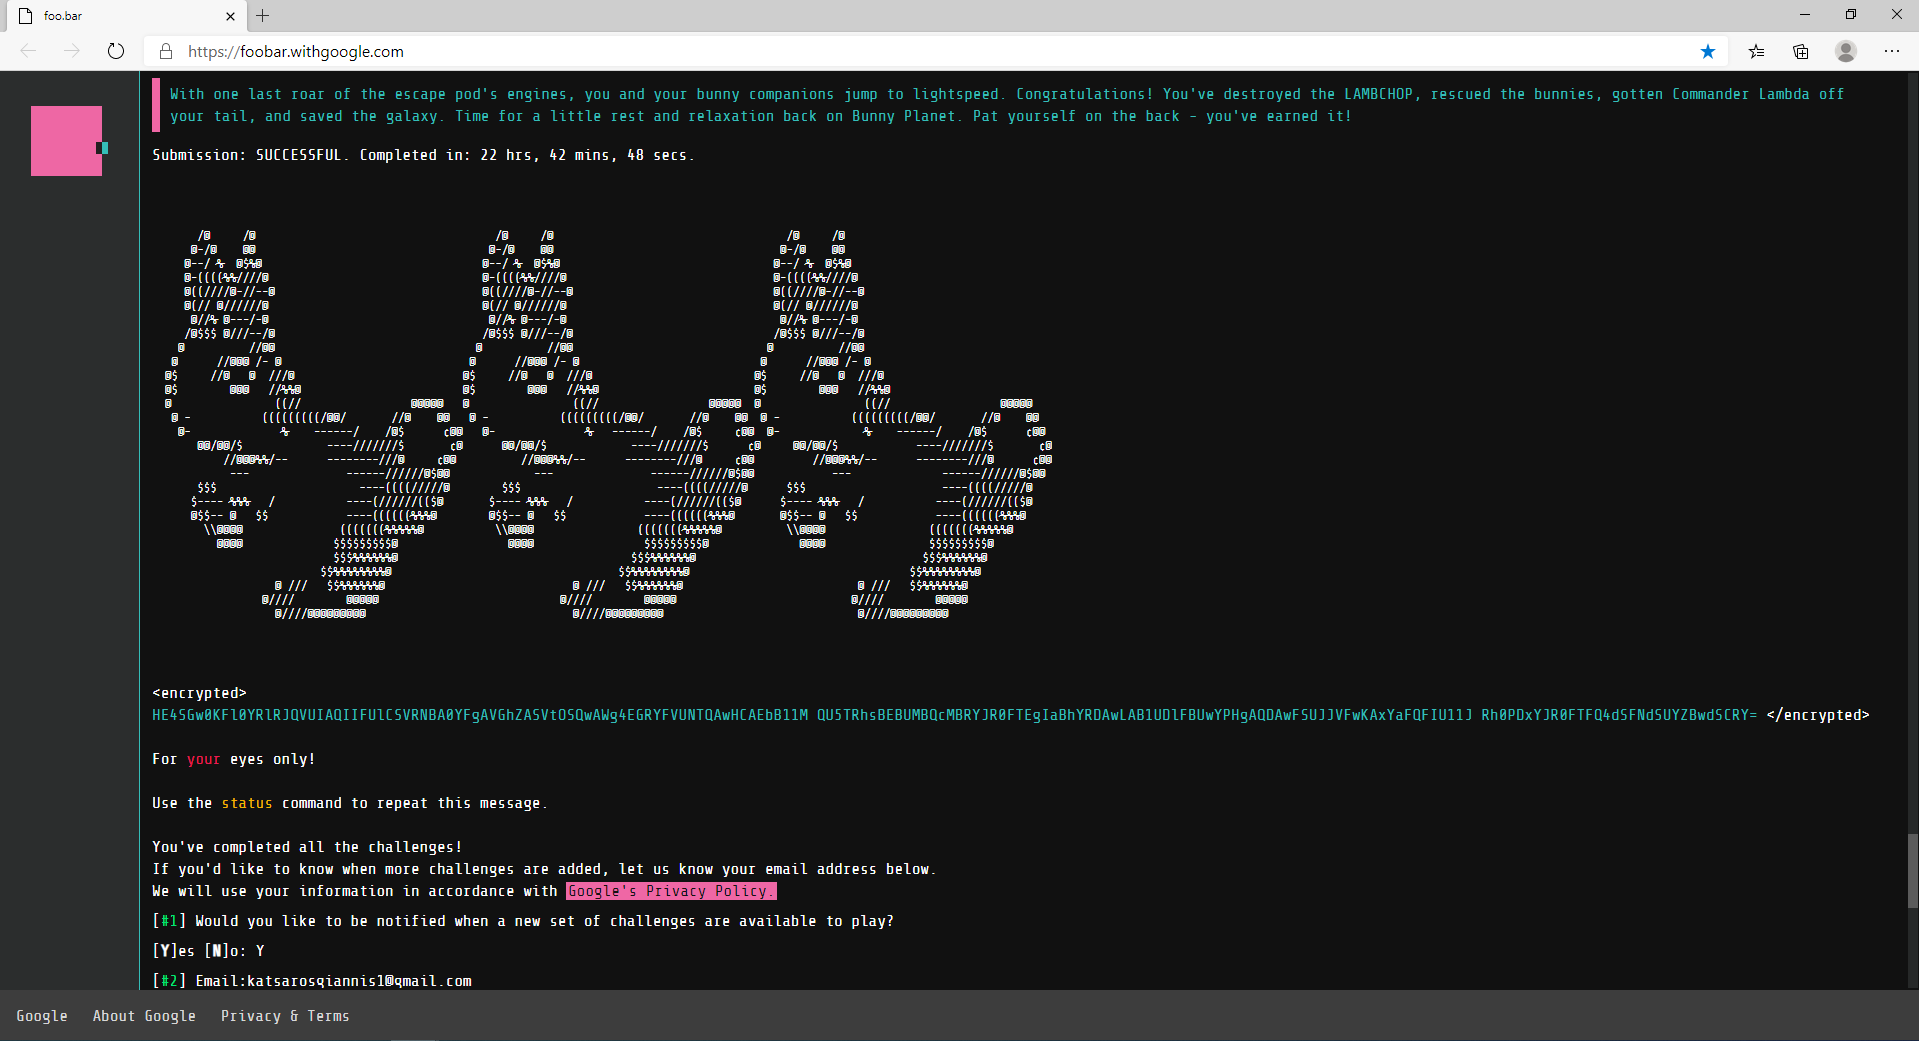 foo.bar
https://foobar.withgoogle.com
With one last roar of the escape pod's engines, you and your bunny companions jump to lightspeed. Congratulations! You've destroyed the LAMBCHOP, rescued the bunnies, gotten Commander Lambda off
your tail, and saved the galaxy. Time for a little rest and relaxation back on Bunny Planet. Pat yourself on the back - you've earned it!
Submission: SUCCESSFUL. Completed in: 22 hrs, 42 mins, 48 secs.
<encrypted>
</encrypted>
For your eyes only!
Use the status command to repeat this message.
You've completed all the challenges!
If you'd like to know when more challenges are added, let us know your email address below.
We will use your information in accordance with Google's Privacy Policy.
[#1] Would you like to be notified when a new set of challenges are available to play?
[Y]es [N]o: Y
[#2] Email:katsarosgiannis1@gmail.com
Google About Google Privacy & Terms